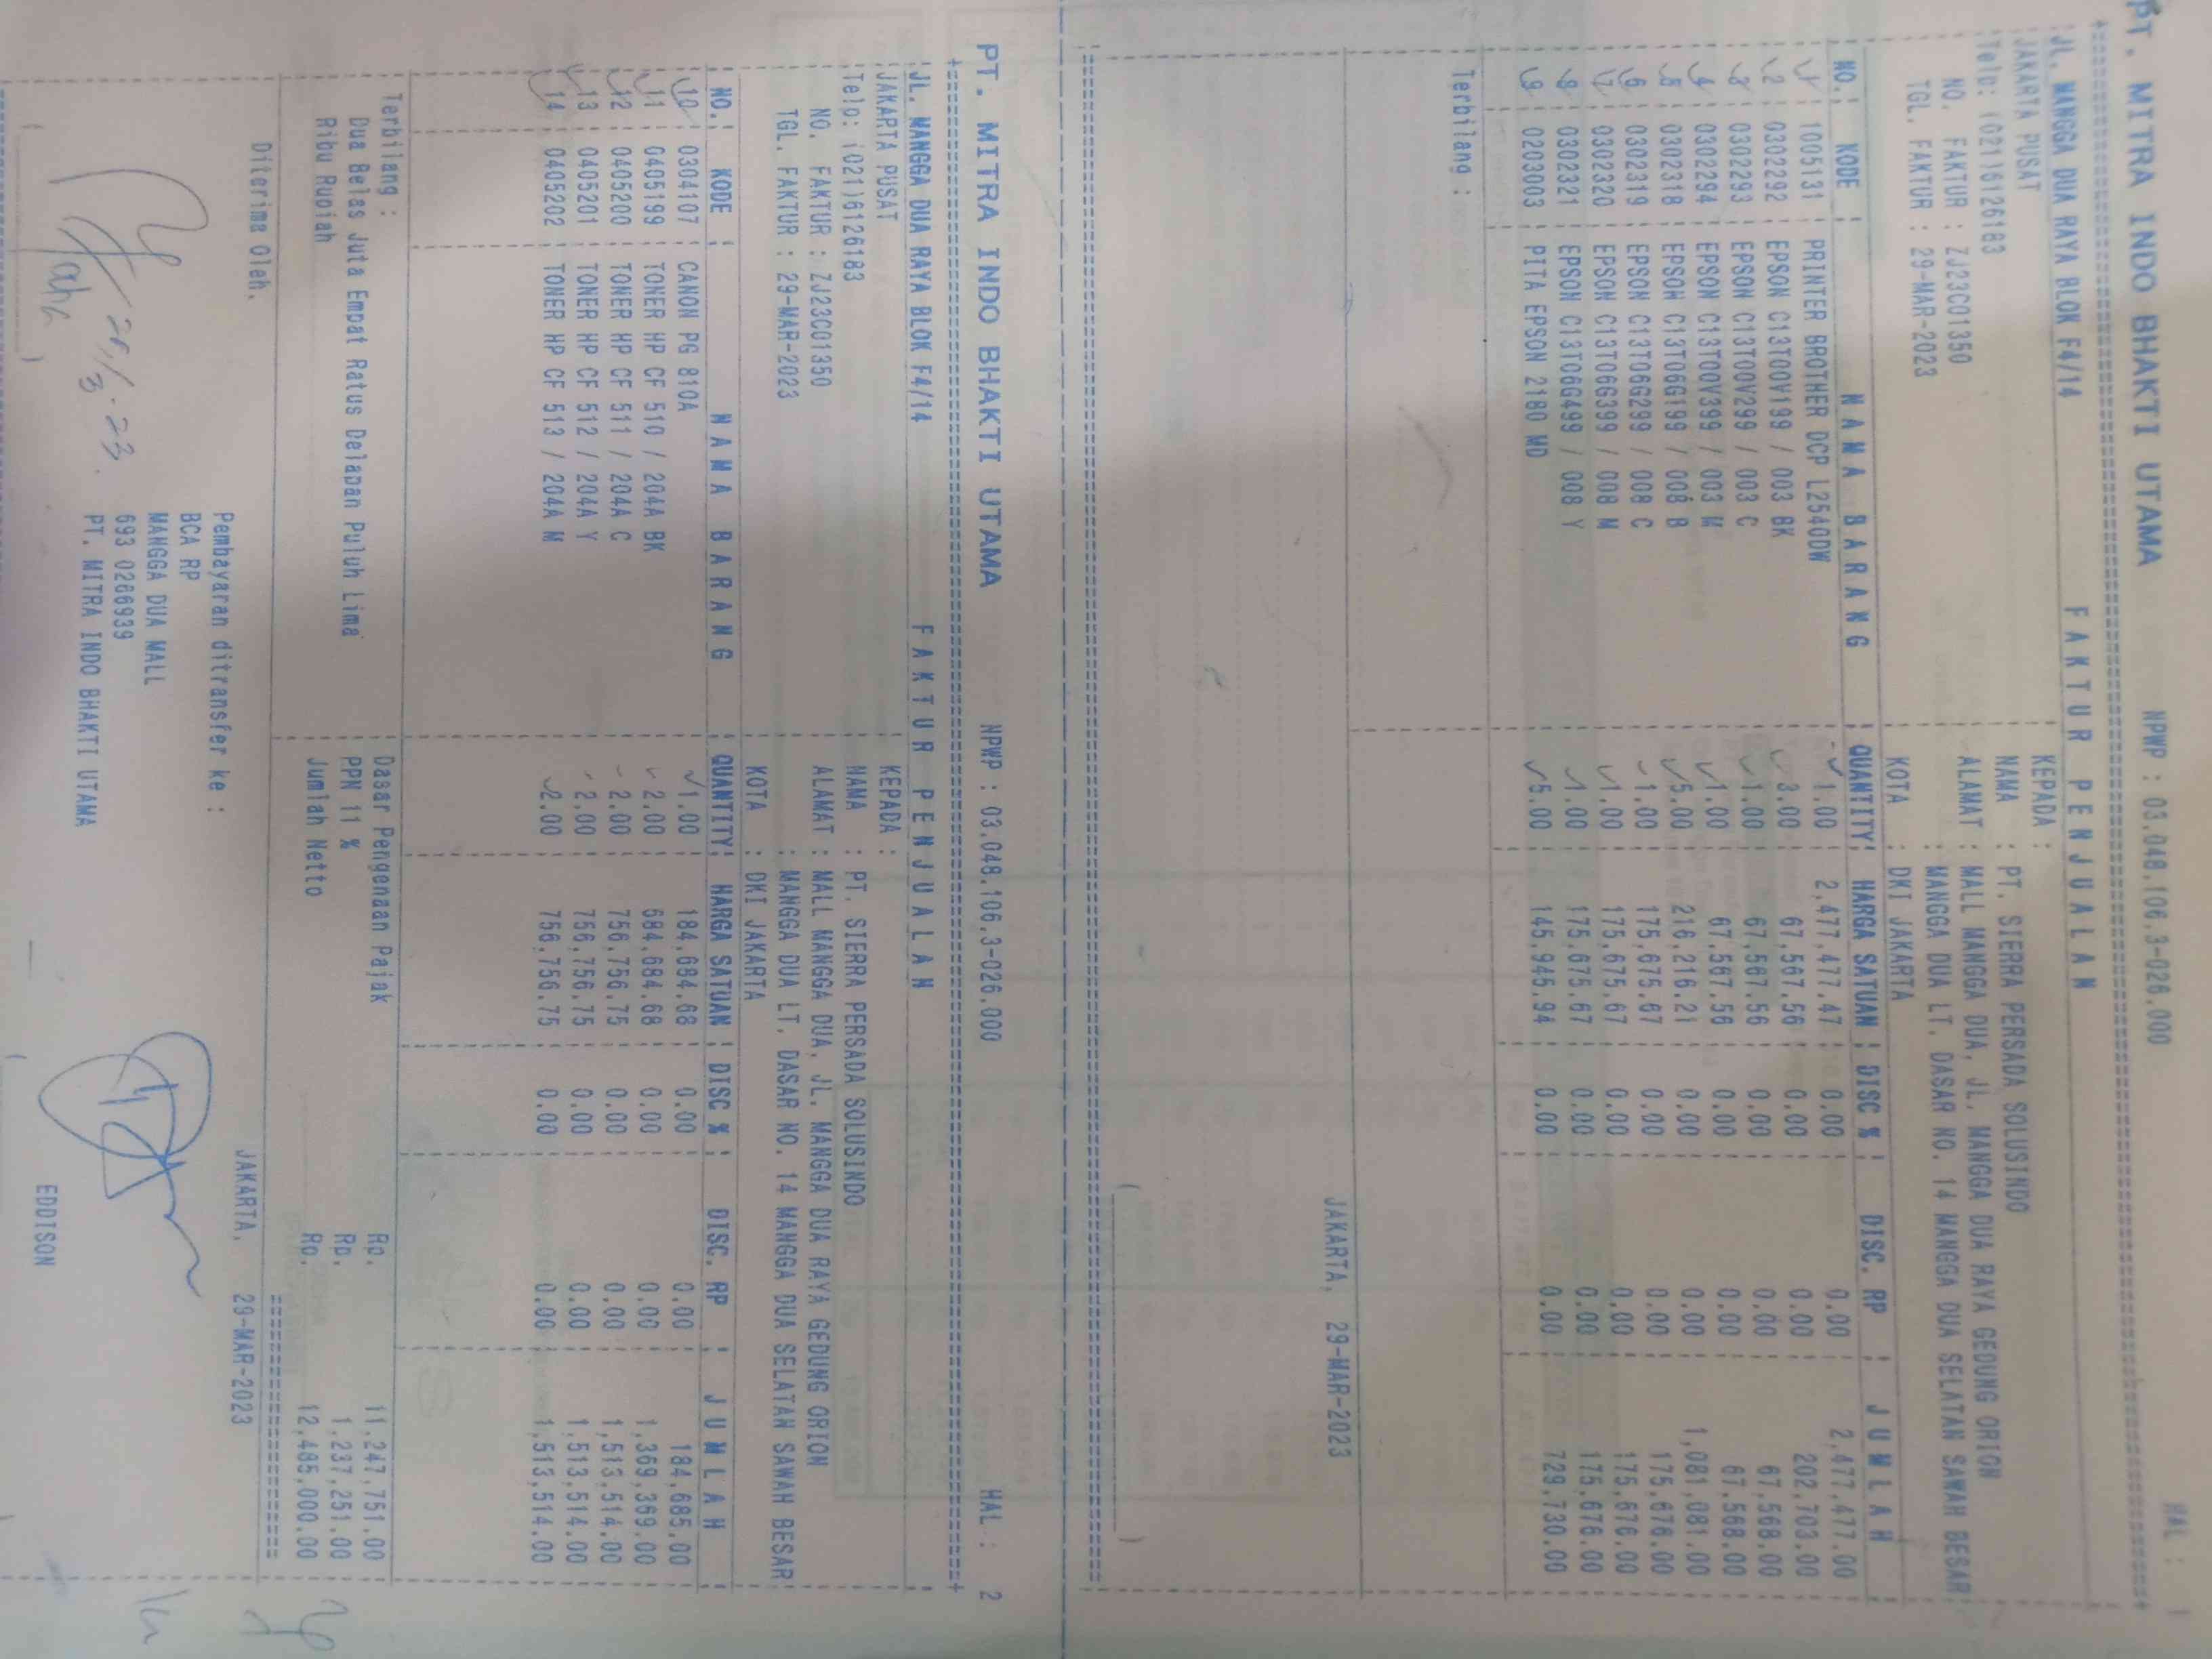 PT. MITRA INDO BHAKTI UTAMA NPWP : 03.048.106.3-026.000 HAL : 1
JL. MANGGA DUA RAYA BLOK F4/14 FAKTUR PENJUALAN
JAKARTA PUSAT KEPADA :
Telp: (021)6126183 NAMA : PT. SIERRA PERSADA SOLUSINDO
NO. FAKTUR : ZJ23C01350 ALAMAT : MALL MANGGA DUA, JL. MANGGA DUA RAYA GEDUNG ORION
TGL. FAKTUR : 29-MAR-2023 MANGGA DUA LT. DASAR NO. 14 MANGGA DUA SELATAN SAWAH BESAR
KOTA : DKI JAKARTA
NO. KODE NAMA BARANG QUANTITY HARGA SATUAN DISC % DISC. RP JUMLAH
1 1005131 PRINTER BROTHER DCP L2540DW 1.00 2,477,477.47 0.00 0.00 2,477,477.00
2 0302292 EPSON C13T00V199 / 003 BK 3.00 67,567.56 0.00 0.00 202,703.00
3 0302293 EPSON C13T00V299 / 003 C 1.00 67,567.56 0.00 0.00 67,568.00
4 0302294 EPSON C13T00V399 / 003 M 1.00 67,567.56 0.00 0.00 67,568.00
5 0302318 EPSON C13T06G199 / 008 B 5.00 216,216.21 0.00 0.00 1,081,081.00
6 0302319 EPSON C13T06G299 / 008 C 1.00 175,675.67 0.00 0.00 175,676.00
7 0302320 EPSON C13T06G399 / 008 M 1.00 175,675.67 0.00 0.00 175,676.00
8 0302321 EPSON C13T06G499 / 008 Y 1.00 175,675.67 0.00 0.00 175,676.00
9 0203003 PITA EPSON 2180 MD 5.00 145,945.94 0.00 0.00 729,730.00
Terbilang :
JAKARTA, 29-MAR-2023
PT. MITRA INDO BHAKTI UTAMA NPWP : 03.048.106.3-026.000 HAL : 2
JL. MANGGA DUA RAYA BLOK F4/14 FAKTUR PENJUALAN
JAKARTA PUSAT KEPADA :
Telp: (021)6126183 NAMA : PT. SIERRA PERSADA SOLUSINDO
NO. FAKTUR : ZJ23C01350 ALAMAT : MALL MANGGA DUA, JL. MANGGA DUA RAYA GEDUNG ORION
TGL. FAKTUR : 29-MAR-2023 MANGGA DUA LT. DASAR NO. 14 MANGGA DUA SELATAN SAWAH BESAR
KOTA : DKI JAKARTA
NO. KODE NAMA BARANG QUANTITY HARGA SATUAN DISC % DISC. RP JUMLAH
10 0304107 CANON PG 810A 1.00 184,684.68 0.00 0.00 184,685.00
11 0405199 TONER HP CF 510 / 204A BK 2.00 684,684.68 0.00 0.00 1,369,369.00
12 0405200 TONER HP CF 511 / 204A C 2.00 756,756.75 0.00 0.00 1,513,514.00
13 0405201 TONER HP CF 512 / 204A Y 2.00 756,756.75 0.00 0.00 1,513,514.00
14 0405202 TONER HP CF 513 / 204A M 2.00 756,756.75 0.00 0.00 1,513,514.00
Terbilang : Dasar Pengenaan Pajak Rp. 11,247,751.00
Dua Belas Juta Empat Ratus Delapan Puluh Lima PPN 11 % Rp. 1,237,251.00
Ribu Rupiah Jumlah Netto Rp. 12,485,000.00
JAKARTA, 29-MAR-2023
Diterima Oleh,
Pembayaran ditransfer ke :
BCA RP
MANGGA DUA MALL
693 0266939
PT. MITRA INDO BHAKTI UTAMA
EDDISON